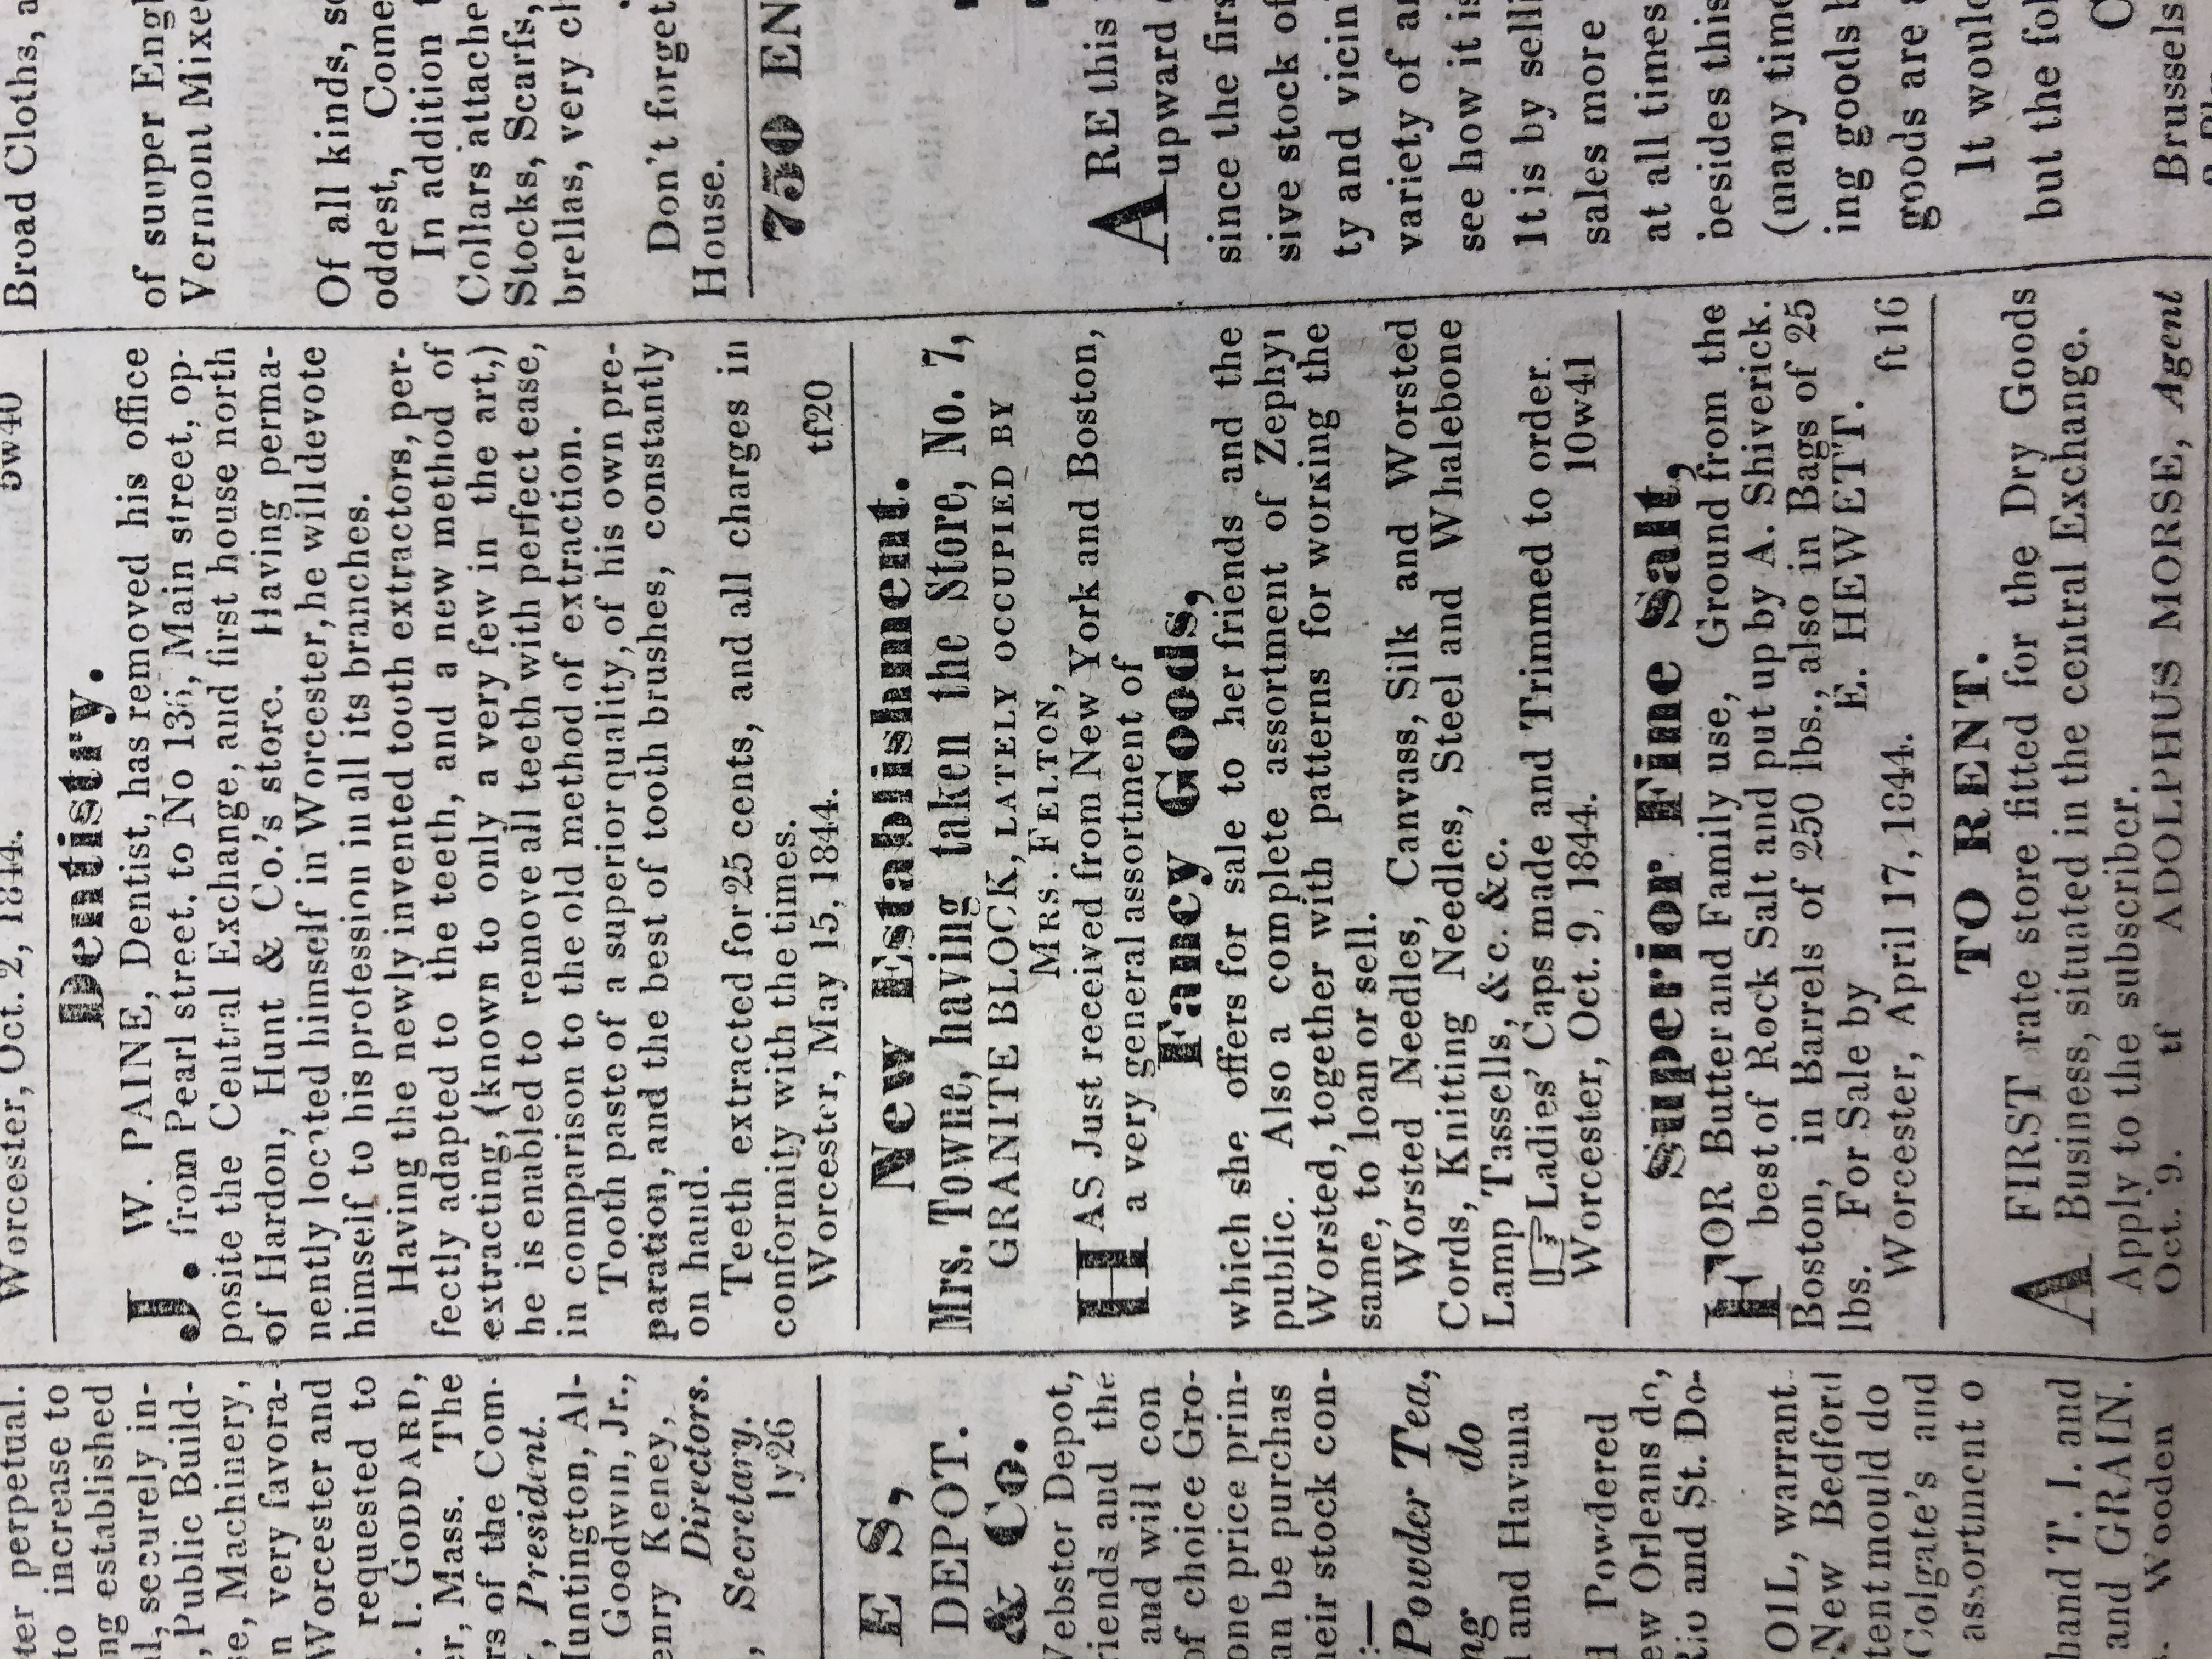 ter perpetual.
to increase to
ng established
l, securely in-
, Public Build-
se, Machinery,
n very favora-
Worcester and
requested to
. I. GODDARD,
er, Mass. The
rs of the Com-
, President.
Huntington, Al-
Goodwin, Jr.,
enry Keney,
Directors.
, Secretary.
1y26
E S,
DEPOT.
& Co.
Webster Depot,
riends and the
and will con
of choice Gro-
one price prin-
an be purchas
heir stock con-
:—
Powder Tea,
ng do
and Havana
d Powdered
ew Orleans do,
Rio and St. Do-
OIL, warrant
New Bedford
tent mould do
Colgate's and
assortment o
hand T. I. and
and GRAIN.
s. Wooden
Worcester, Oct. 2, 1844. 5w40
Dentistry.
J. W. PAINE, Dentist, has removed his office
from Pearl street, to No 136, Main street, op-
posite the Central Exchange, and first house north
of Hardon, Hunt & Co.'s store. Having perma-
nently located himself in Worcester, he will devote
himself to his profession in all its branches.
Having the newly invented tooth extractors, per-
fectly adapted to the teeth, and a new method of
extracting, (known to only a very few in the art,)
he is enabled to remove all teeth with perfect ease,
in comparison to the old method of extraction.
Tooth paste of a superior quality, of his own pre-
paration, and the best of tooth brushes, constantly
on hand.
Teeth extracted for 25 cents, and all charges in
conformity with the times.
Worcester, May 15, 1844. tf20
New Establishment.
Mrs. Towne, having taken the Store, No. 7,
GRANITE BLOCK, LATELY OCCUPIED BY
MRS. FELTON,
HAS Just received from New York and Boston,
a very general assortment of
Fancy Goods,
which she offers for sale to her friends and the
public. Also a complete assortment of Zephyr
Worsted, together with patterns for working the
same, to loan or sell.
Worsted Needles, Canvass, Silk and Worsted
Cords, Knitting Needles, Steel and Whalebone
Lamp Tassells, &c. &c.
☞Ladies' Caps made and Trimmed to order.
Worcester, Oct. 9, 1844. 10w41
Superior Fine Salt,
FOR Butter and Family use, Ground from the
best of Rock Salt and put up by A. Shiverick.
Boston, in Barrels of 250 lbs., also in Bags of 25
lbs. For Sale by E. HEWETT.
Worcester, April 17, 1844. ft16
TO RENT.
A FIRST rate store fitted for the Dry Goods
Business, situated in the central Exchange.
Apply to the subscriber.
Oct. 9. tf ADOLPHUS MORSE, Agent
Broad Cloths, a
of suuper Engl
Vermont Mixe
Of all kinds, s
oddest, Come
In addition t
Collars attache
Stocks, Scarfs,
brellas, very ch
Don't forget
House.
750 EN
ARE this
upward
since the firs
sive stock of
ty and vicin
variety of a
see how it is
It is by selli
sales more
at all times
besides this
(many time
ing goods b
goods are
It would
but the fol
C
Brussels